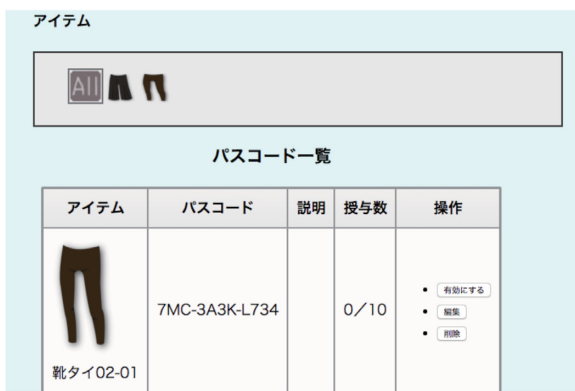 アイテム
All
パスコード一覧
アイテム パスコード 説明 授与数 操作
7MC-3A3K-L734 0／10
有効にする
編集
削除
靴タイ02-01